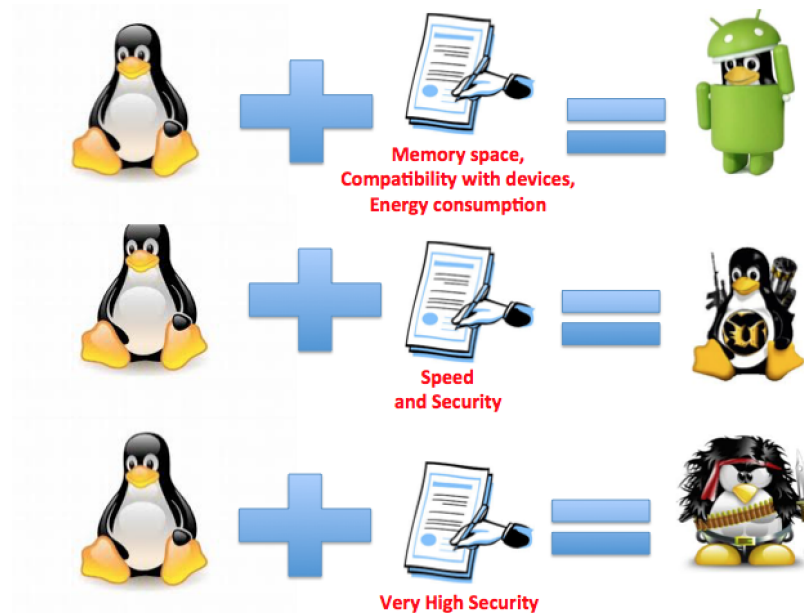 Memory space,
Compatibility with devices,
Energy consumption
Speed
and Security
Very High Security